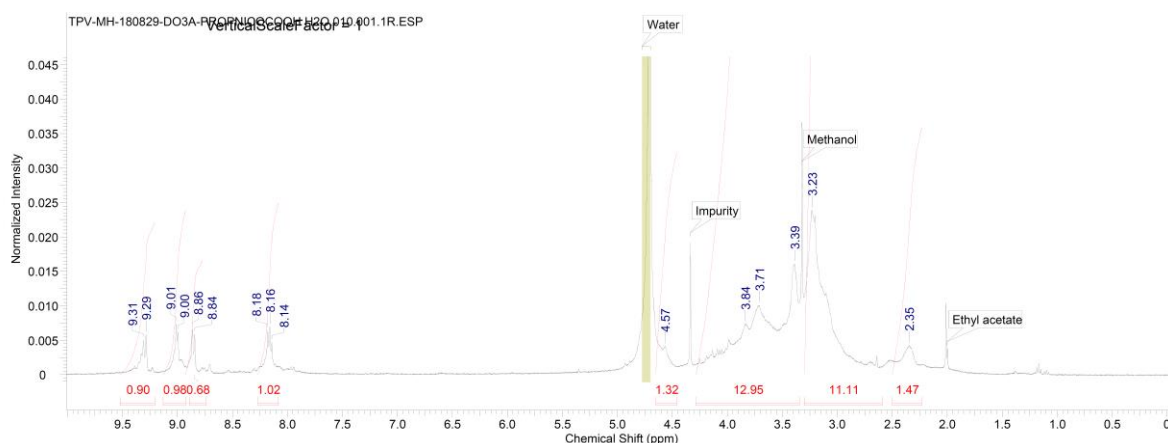 TPV-MH-180829-DO3A-PROPNIOCCOOH H2O.010.001.1R.ESP
VerticalScaleFactor = 1
Water
Methanol
Impurity
Ethyl acetate
Normalized Intensity
0.045
0.040
0.035
0.030
0.025
0.020
0.015
0.010
0.005
0
9.31
9.29
9.01
9.00
8.86
8.84
8.18
8.16
8.14
4.57
3.84
3.71
3.39
3.23
2.35
0.90 0.98 0.68 1.02 1.32 12.95 11.11 1.47
9.5 9.0 8.5 8.0 7.5 7.0 6.5 6.0 5.5 5.0 4.5 4.0 3.5 3.0 2.5 2.0 1.5 1.0 0.5 0
Chemical Shift (ppm)